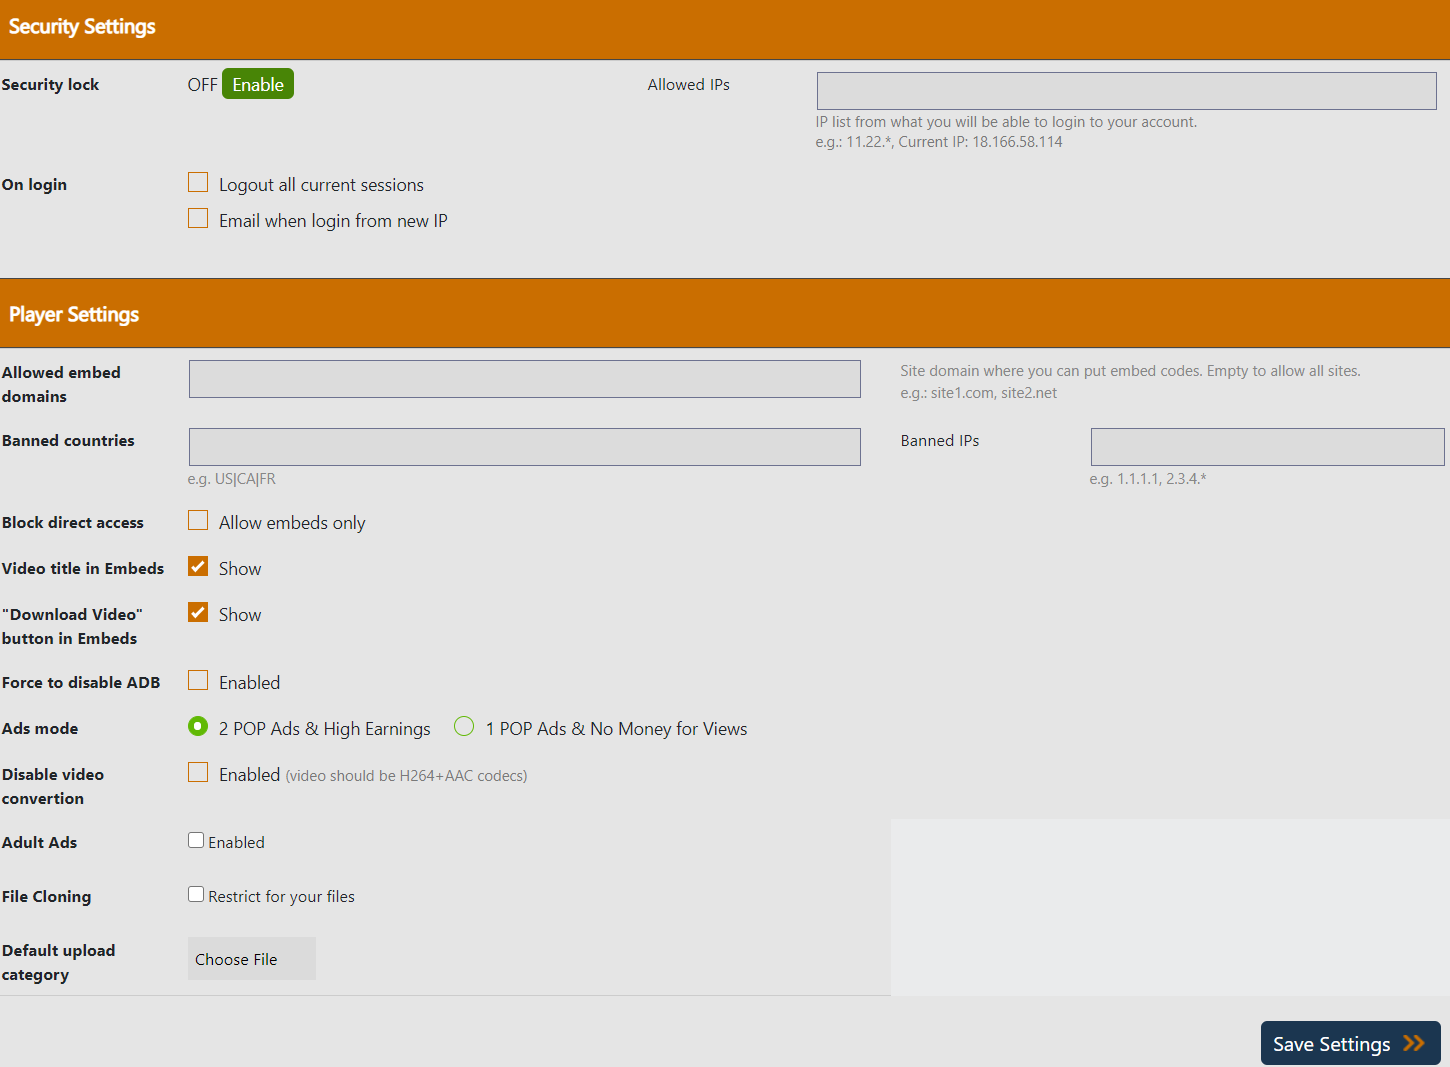 Security Settings
Security lock
OFF Enable
Allowed IPs
IP list from what you will be able to login to your account.
e.g.: 11.22.*, Current IP: 18.166.58.114
On login
Logout all current sessions
Email when login from new IP
Player Settings
Allowed embed
domains
Site domain where you can put embed codes. Empty to allow all sites.
e.g.: site1.com, site2.net
Banned countries
e.g. US|CA|FR
Banned IPs
e.g. 1.1.1.1, 2.3.4.*
Block direct access
Allow embeds only
Video title in Embeds
Show
"Download Video"
button in Embeds
Show
Force to disable ADB
Enabled
Ads mode
2 POP Ads & High Earnings
1 POP Ads & No Money for Views
Disable video
convertion
Enabled (video should be H264+AAC codecs)
Adult Ads
Enabled
File Cloning
Restrict for your files
Default upload
category
Choose File
Save Settings